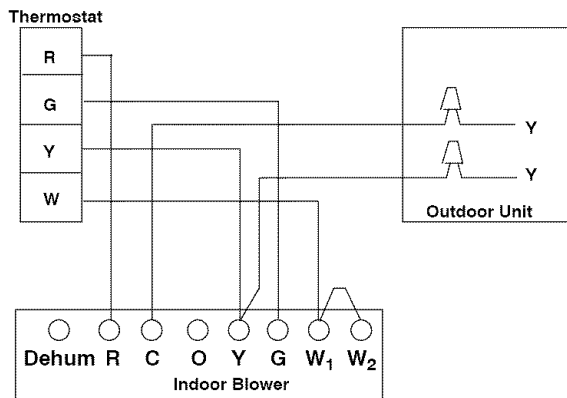 Thermostat
R
G
Y
W
Y
Y
Outdoor Unit
Dehum R C O Y G W₁ W₂
Indoor Blower